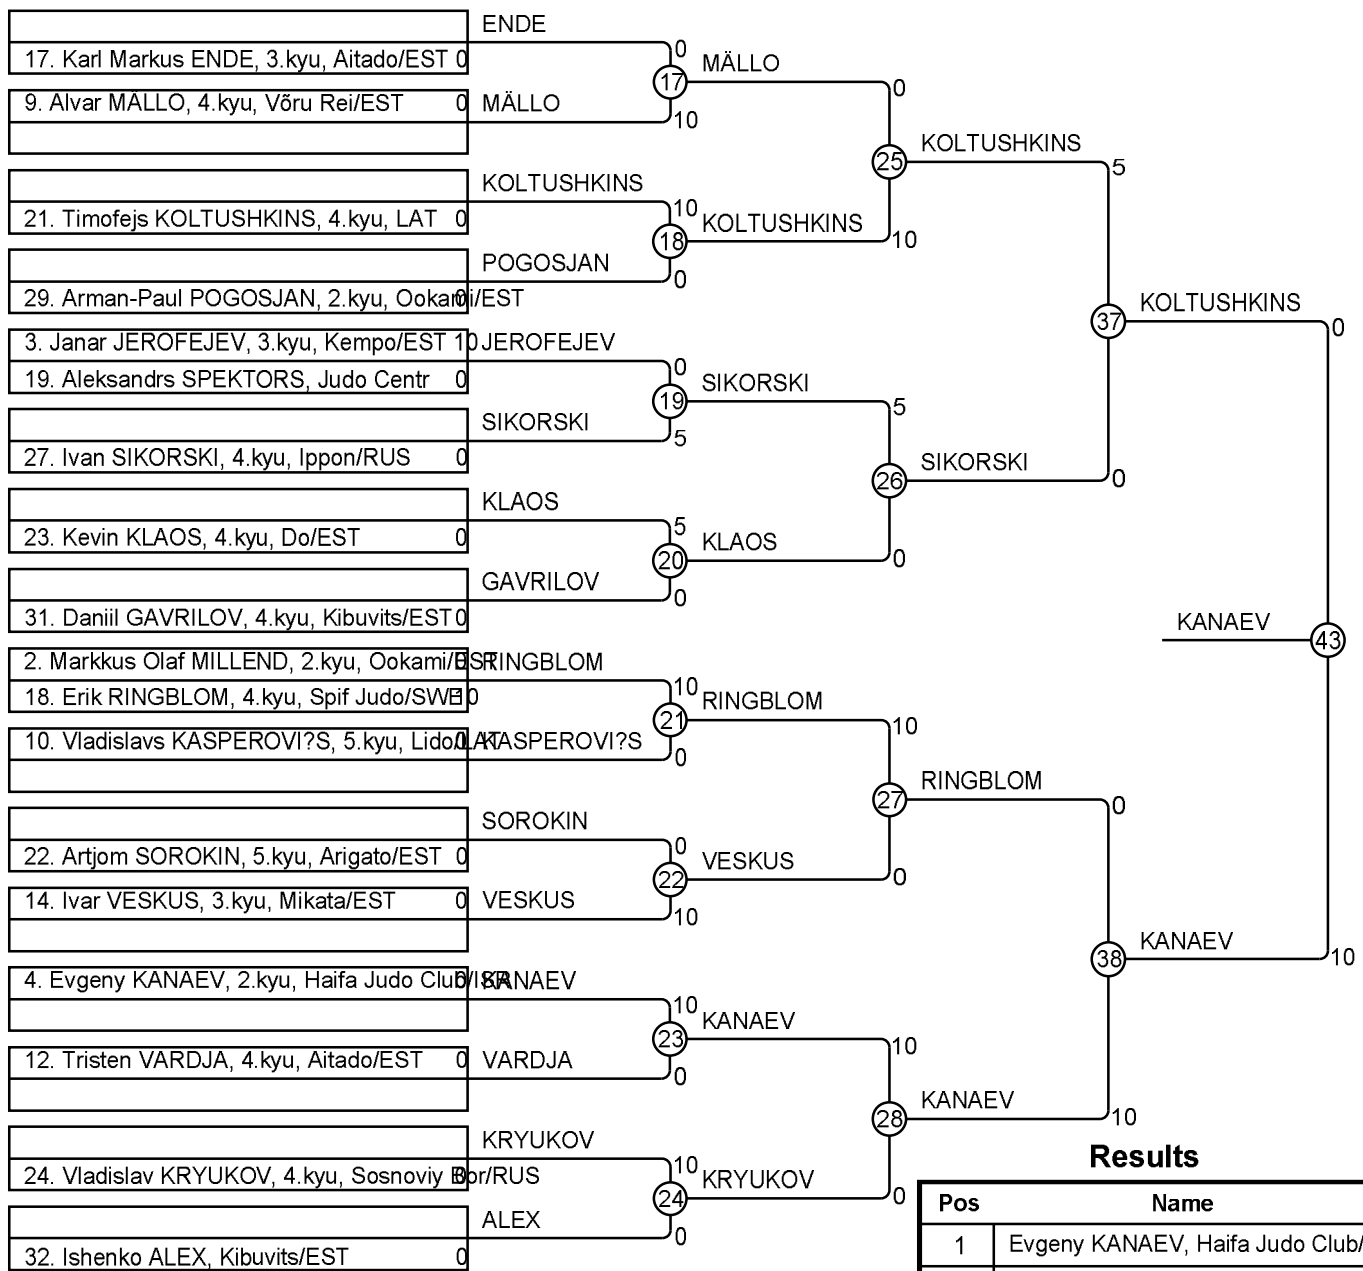 ENDE
17. Karl Markus ENDE, 3.kyu, Aitado/EST 0
0
17
MÄLLO
9. Alvar MÄLLO, 4.kyu, Võru Rei/EST 0
MÄLLO
10
0
25
KOLTUSHKINS
5
KOLTUSHKINS
21. Timofejs KOLTUSHKINS, 4.kyu, LAT 0
10
18
KOLTUSHKINS
10
POGOSJAN
0
29. Arman-Paul POGOSJAN, 2.kyu, Ookami/EST 0
37
KOLTUSHKINS
0
3. Janar JEROFEJEV, 3.kyu, Kempo/EST 10
JEROFEJEV
19. Aleksandrs SPEKTORS, Judo Centr 0
0
19
SIKORSKI
5
SIKORSKI
5
27. Ivan SIKORSKI, 4.kyu, Ippon/RUS 0
26
SIKORSKI
0
KLAOS
23. Kevin KLAOS, 4.kyu, Do/EST 0
5
20
KLAOS
0
GAVRILOV
0
31. Daniil GAVRILOV, 4.kyu, Kibuvits/EST 0
KANAEV
43
2. Markkus Olaf MILLEND, 2.kyu, Ookami/EST 0
RINGBLOM
18. Erik RINGBLOM, 4.kyu, Spif Judo/SWE 10
10
21
RINGBLOM
10
10. Vladislavs KASPEROVI?S, 5.kyu, Lido/LAT 0
KASPEROVI?S
0
27
RINGBLOM
0
SOROKIN
22. Artjom SOROKIN, 5.kyu, Arigato/EST 0
0
22
VESKUS
0
14. Ivar VESKUS, 3.kyu, Mikata/EST 0
VESKUS
10
38
KANAEV
10
4. Evgeny KANAEV, 2.kyu, Haifa Judo Club/ISR 0
KANAEV
10
23
KANAEV
10
12. Tristen VARDJA, 4.kyu, Aitado/EST 0
VARDJA
0
28
KANAEV
10
KRYUKOV
24. Vladislav KRYUKOV, 4.kyu, Sosnoviy Bor/RUS 0
10
24
KRYUKOV
0
ALEX
0
32. Ishenko ALEX, Kibuvits/EST 0
Results
Pos Name
1 Evgeny KANAEV, Haifa Judo Club/